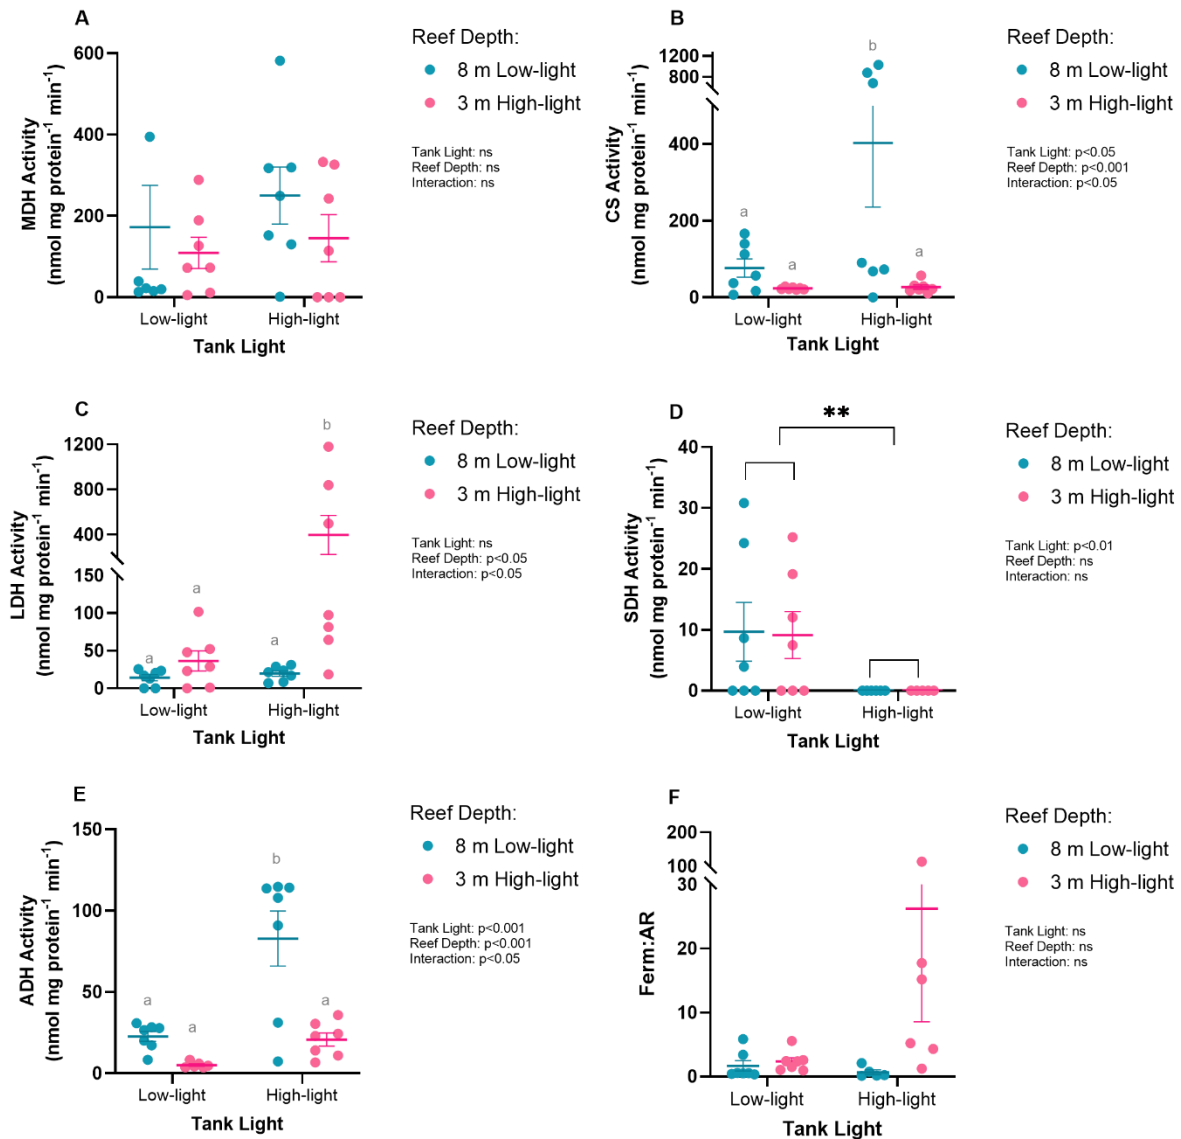 A
MDH Activity
(nmol mg protein⁻¹ min⁻¹)
600
400
200
0
Low-light
High-light
Tank Light
Reef Depth:
8 m Low-light
3 m High-light
Tank Light: ns
Reef Depth: ns
Interaction: ns
B
CS Activity
(nmol mg protein⁻¹ min⁻¹)
1200
800
400
200
0
a
a
b
a
Low-light
High-light
Tank Light
Reef Depth:
8 m Low-light
3 m High-light
Tank Light: p<0.05
Reef Depth: p<0.001
Interaction: p<0.05
C
LDH Activity
(nmol mg protein⁻¹ min⁻¹)
1200
800
400
150
100
50
0
a
a
a
b
Low-light
High-light
Tank Light
Reef Depth:
8 m Low-light
3 m High-light
Tank Light: ns
Reef Depth: p<0.05
Interaction: p<0.05
D
SDH Activity
(nmol mg protein⁻¹ min⁻¹)
40
30
20
10
0
**
Low-light
High-light
Tank Light
Reef Depth:
8 m Low-light
3 m High-light
Tank Light: p<0.01
Reef Depth: ns
Interaction: ns
E
ADH Activity
(nmol mg protein⁻¹ min⁻¹)
150
100
50
0
a
a
b
a
Low-light
High-light
Tank Light
Reef Depth:
8 m Low-light
3 m High-light
Tank Light: p<0.001
Reef Depth: p<0.001
Interaction: p<0.05
F
Ferm:AR
200
100
30
20
10
0
Low-light
High-light
Tank Light
Reef Depth:
8 m Low-light
3 m High-light
Tank Light: ns
Reef Depth: ns
Interaction: ns